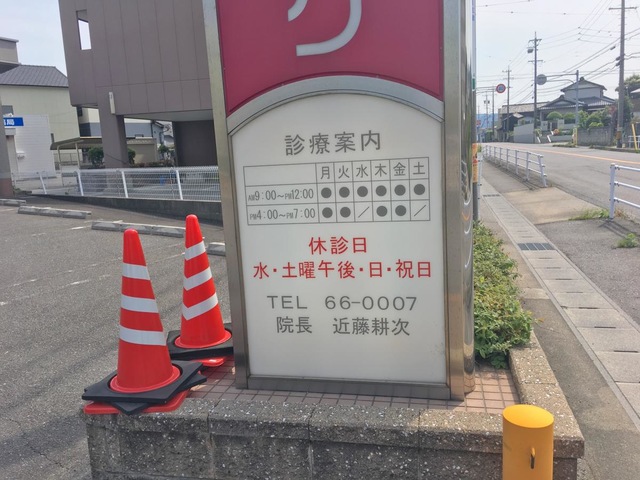 ク
診療案内
月 火 水 木 金 土
AM9:00～PM12:00 ● ● ● ● ● ●
PM4:00～PM7:00 ● ● ／ ● ● ／
休診日
水・土曜午後・日・祝日
TEL 66-0007
院長 近藤耕次
局